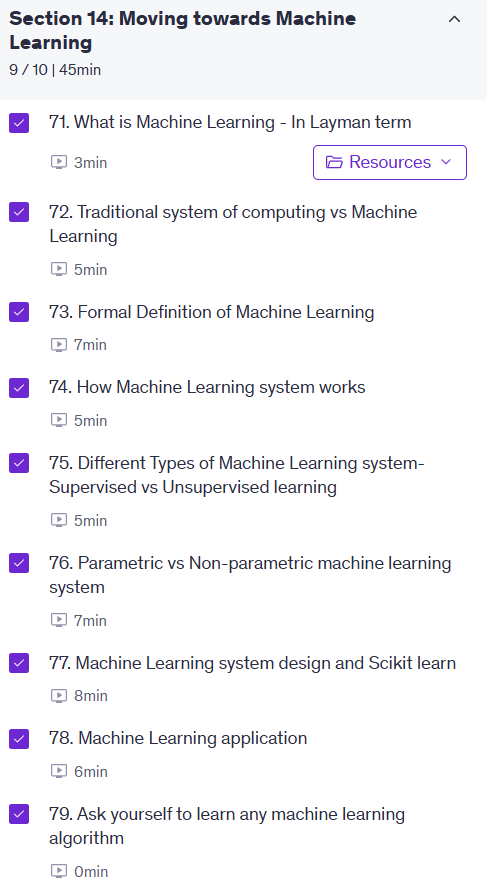 Section 14: Moving towards Machine
Learning
9 / 10 | 45min
71. What is Machine Learning - In Layman term
3min
Resources
72. Traditional system of computing vs Machine
Learning
5min
73. Formal Definition of Machine Learning
7min
74. How Machine Learning system works
5min
75. Different Types of Machine Learning system-
Supervised vs Unsupervised learning
5min
76. Parametric vs Non-parametric machine learning
system
7min
77. Machine Learning system design and Scikit learn
8min
78. Machine Learning application
6min
79. Ask yourself to learn any machine learning
algorithm
0min